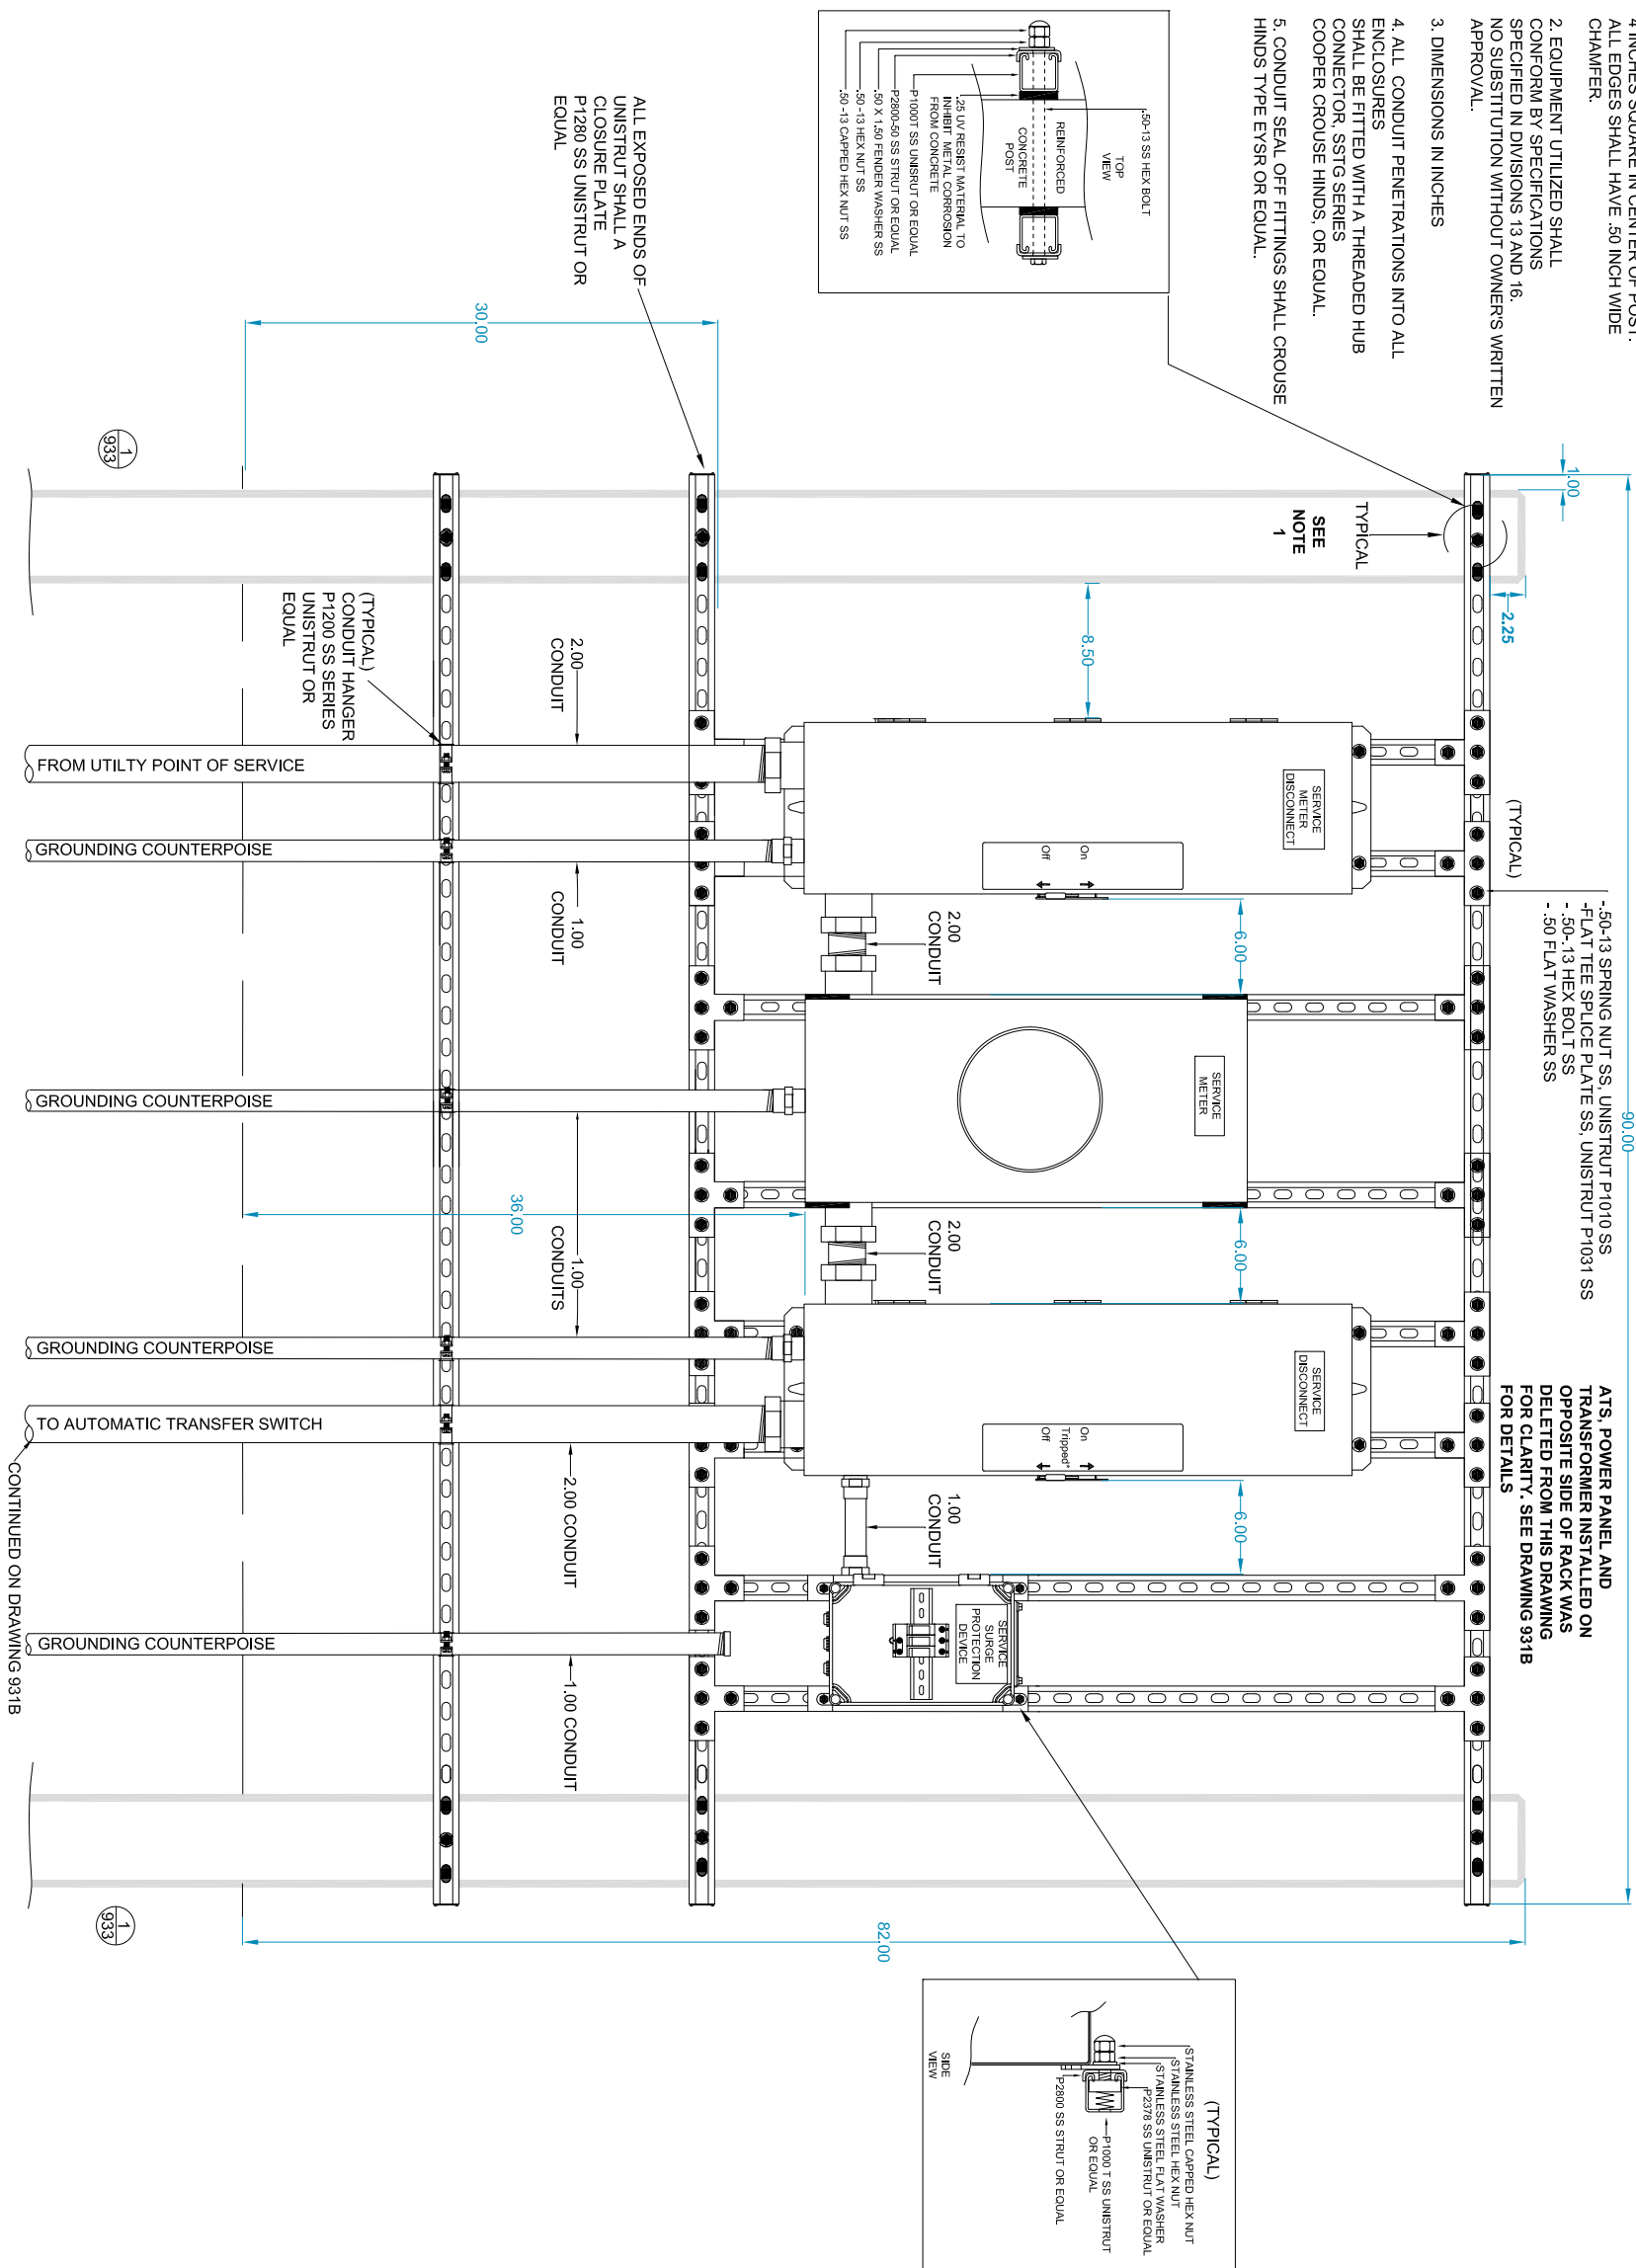 4 INCHES SQUARE IN CENTER OF POST.
ALL EDGES SHALL HAVE .50 INCH WIDE
CHAMFER.
2. EQUIPMENT UTILIZED SHALL
CONFORM BY SPECIFICATIONS
SPECIFIED IN DIVISIONS 13 AND 16.
NO SUBSTITUTION WITHOUT OWNER'S WRITTEN
APPROVAL.
3. DIMENSIONS IN INCHES
4. ALL CONDUIT PENETRATIONS INTO ALL
ENCLOSURES
SHALL BE FITTED WITH A THREADED HUB
CONNECTOR, SSTG SERIES
COOPER CROUSE HINDS, OR EQUAL.
5. CONDUIT SEAL OFF FITTINGS SHALL CROUSE
HINDS TYPE EYSR OR EQUAL.
.50-13 SS HEX BOLT
TOP
VIEW
REINFORCED
CONCRETE
POST
.25 UV RESIST MATERIAL TO
INHIBIT METAL CORROSION
FROM CONCRETE
P1000T SS UNISRUT OR EQUAL
P2800-50 SS STRUT OR EQUAL
.50 X 1.50 FENDER WASHER SS
.50 -13 HEX NUT SS
.50 -13 CAPPED HEX NUT SS
ALL EXPOSED ENDS OF
UNISTRUT SHALL A
CLOSURE PLATE
P1280 SS UNISTRUT OR
EQUAL
90.00
1.00
2.25
TYPICAL
SEE
NOTE
1
8.50
30.00
(TYPICAL)
-.50-13 SPRING NUT SS, UNISTRUT P1010 SS
-FLAT TEE SPLICE PLATE SS, UNISTRUT P1031 SS
- .50-.13 HEX BOLT SS
- .50 FLAT WASHER SS
ATS, POWER PANEL AND
TRANSFORMER INSTALLED ON
OPPOSITE SIDE OF RACK WAS
DELETED FROM THIS DRAWING
FOR CLARITY. SEE DRAWING 931B
FOR DETAILS
SERVICE
METER
DISCONNECT
On
Off
6.00
2.00
CONDUIT
SERVICE
METER
6.00
2.00
CONDUIT
SERVICE
DISCONNECT
On
Tripped*
Off
6.00
1.00
CONDUIT
SERVICE
SURGE
PROTECTION
DEVICE
2.00
CONDUIT
1.00
CONDUIT
36.00
1.00
CONDUITS
2.00 CONDUIT
1.00 CONDUIT
82.00
(TYPICAL)
CONDUIT HANGER
P1200 SS SERIES
UNISTRUT OR
EQUAL
FROM UTILTY POINT OF SERVICE
GROUNDING COUNTERPOISE
GROUNDING COUNTERPOISE
GROUNDING COUNTERPOISE
TO AUTOMATIC TRANSFER SWITCH
GROUNDING COUNTERPOISE
CONTINUED ON DRAWING 931B
1
933
1
933
(TYPICAL)
STAINLESS STEEL CAPPED HEX NUT
STAINLESS STEEL HEX NUT
STAINLESS STEEL FLAT WASHER
P2378 SS UNISTRUT OR EQUAL
P1000 T SS UNISTRUT
OR EQUAL
P2800 SS STRUT OR EQUAL
SIDE
VIEW